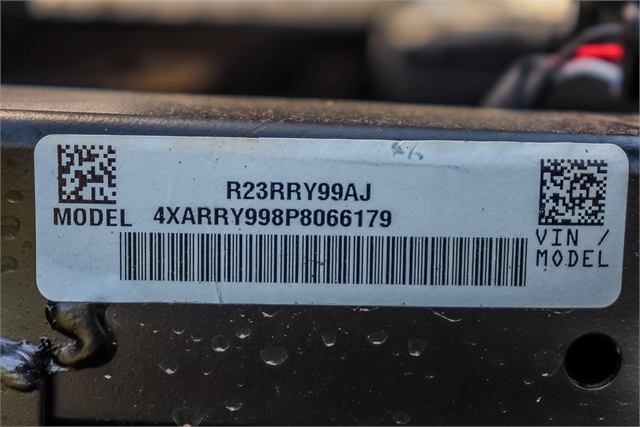 R23RRY99AJ
MODEL 4XARRY998P8066179
VIN /
MODEL